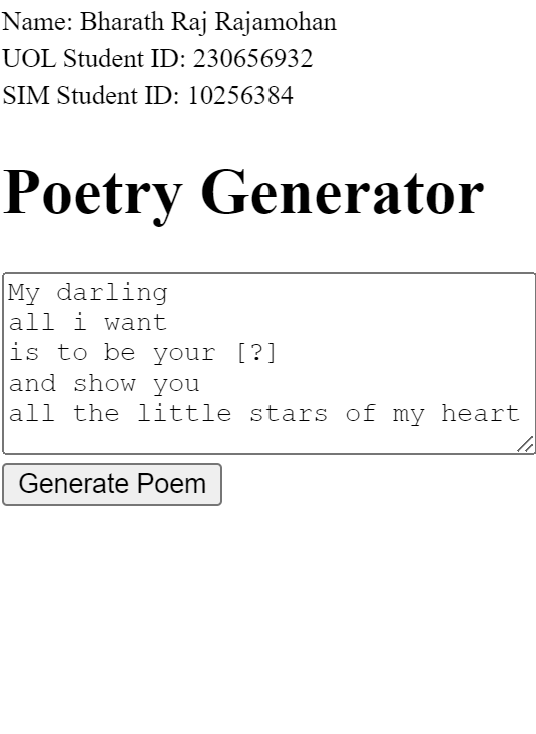 Name: Bharath Raj Rajamohan
UOL Student ID: 230656932
SIM Student ID: 10256384
Poetry Generator
My darling
all i want
is to be your [?]
and show you
all the little stars of my heart
Generate Poem